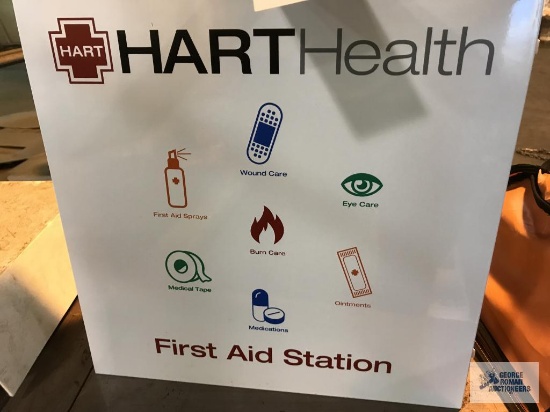 HART
HARTHealth
Wound Care
First Aid Sprays
Eye Care
Burn Care
Medical Tape
Ointments
Medications
First Aid Station
GEORGE
ROMAN
AUCTIONEERS